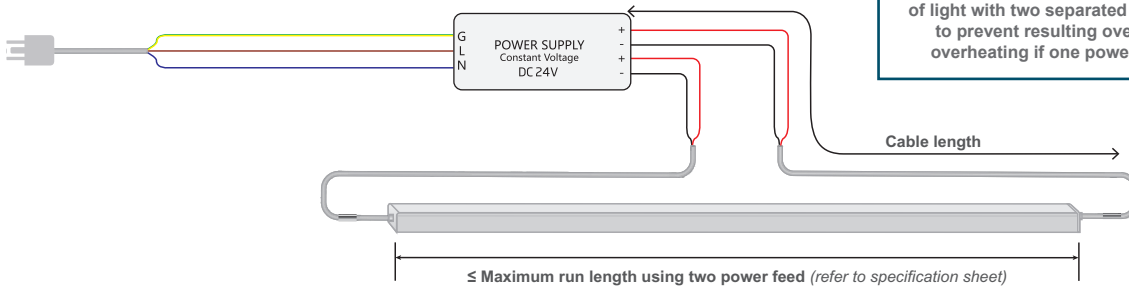 of light with two separated
to prevent resulting ove
overheating if one powe
G
L
N
POWER SUPPLY
Constant Voltage
DC 24V
+
-
+
-
Cable length
≤ Maximum run length using two power feed (refer to specification sheet)